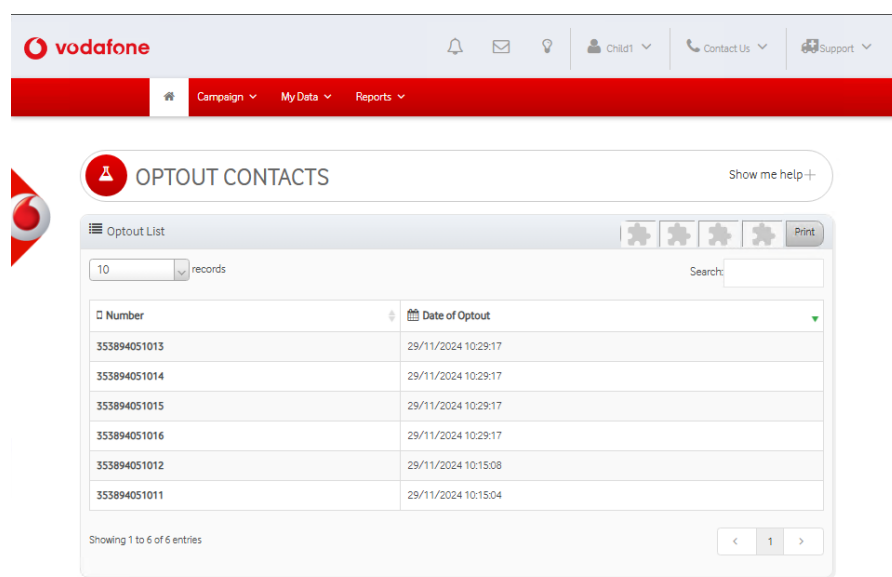 vodafone
Child1 Contact Us Support
Campaign My Data Reports
OPTOUT CONTACTS Show me help
Optout List Print
10 records Search:
Number Date of Optout
353894051013 29/11/2024 10:29:17
353894051014 29/11/2024 10:29:17
353894051015 29/11/2024 10:29:17
353894051016 29/11/2024 10:29:17
353894051012 29/11/2024 10:15:08
353894051011 29/11/2024 10:15:04
Showing 1 to 6 of 6 entries < 1 >